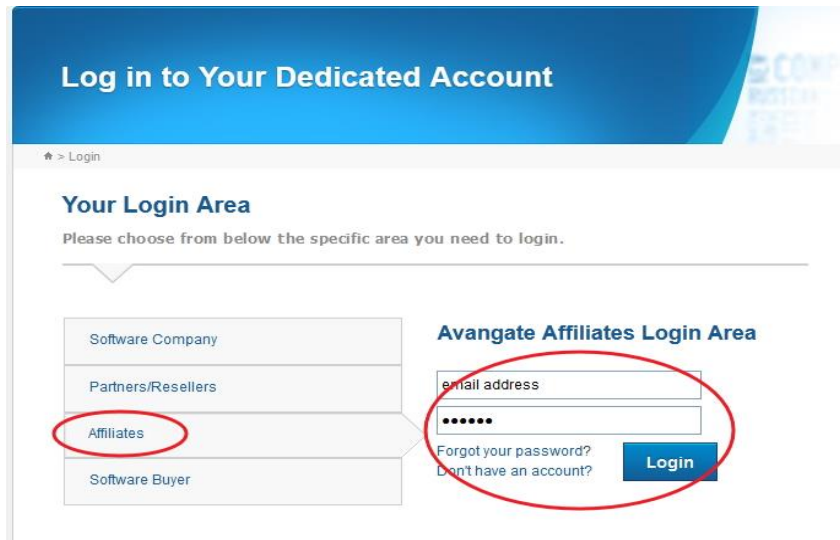 Log in to Your Dedicated Account
> Login
Your Login Area
Please choose from below the specific area you need to login.
Software Company
Partners/Resellers
Affiliates
Software Buyer
Avangate Affiliates Login Area
email address
••••••
Forgot your password?
Don't have an account?
Login